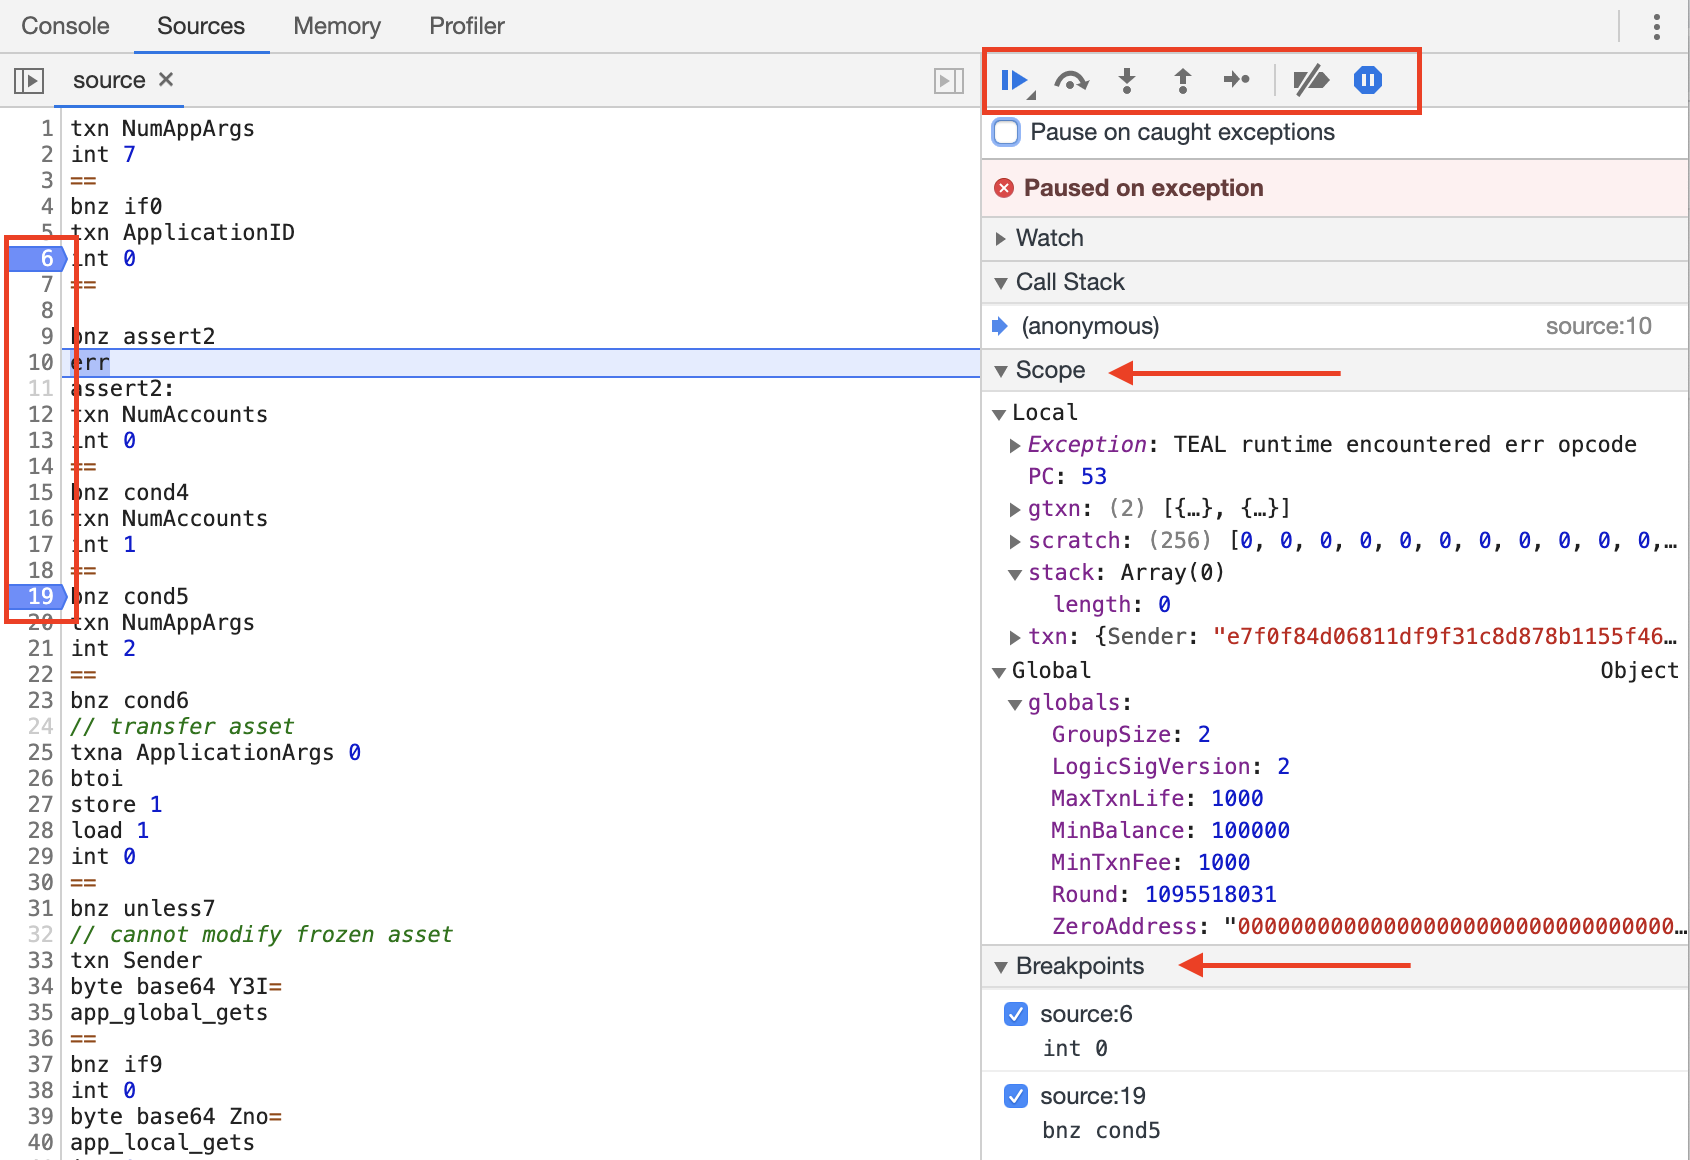 Console Sources Memory Profiler
source ×
1 txn NumAppArgs
2 int 7
3 ==
4 bnz if0
5 txn ApplicationID
6 int 0
7 ==
8
9 bnz assert2
10 err
11 assert2:
12 txn NumAccounts
13 int 0
14 ==
15 bnz cond4
16 txn NumAccounts
17 int 1
18 ==
19 bnz cond5
20 txn NumAppArgs
21 int 2
22 ==
23 bnz cond6
24 // transfer asset
25 txna ApplicationArgs 0
26 btoi
27 store 1
28 load 1
29 int 0
30 ==
31 bnz unless7
32 // cannot modify frozen asset
33 txn Sender
34 byte base64 Y3I=
35 app_global_gets
36 ==
37 bnz if9
38 int 0
39 byte base64 Zno=
40 app_local_gets
Pause on caught exceptions
Paused on exception
Watch
Call Stack
(anonymous) source:10
Scope
Local
Exception: TEAL runtime encountered err opcode
PC: 53
gtxn: (2) [{…}, {…}]
scratch: (256) [0, 0, 0, 0, 0, 0, 0, 0, 0, 0, 0,…
stack: Array(0)
length: 0
txn: {Sender: "e7f0f84d06811df9f31c8d878b1155f46…
Global Object
globals:
GroupSize: 2
LogicSigVersion: 2
MaxTxnLife: 1000
MinBalance: 100000
MinTxnFee: 1000
Round: 1095518031
ZeroAddress: "000000000000000000000000000000000…
Breakpoints
source:6
int 0
source:19
bnz cond5